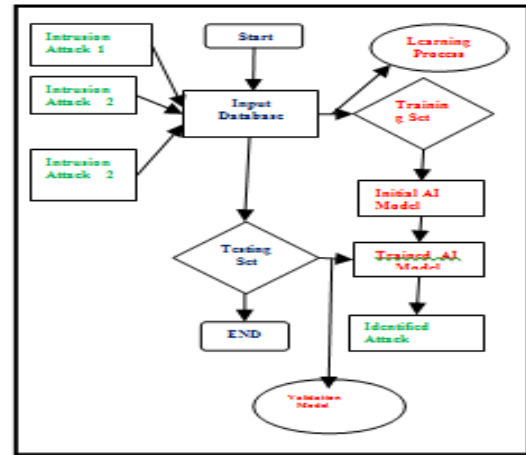 Intrusion
Attack 1
Start
Learning
Process
Intrusion
Attack 2
Input
Database
Trainin
g Set
Intrusion
Attack 2
Initial AI
Model
Testing
Set
Trained AI
Model
END
Identified
Attack
Validation
Model